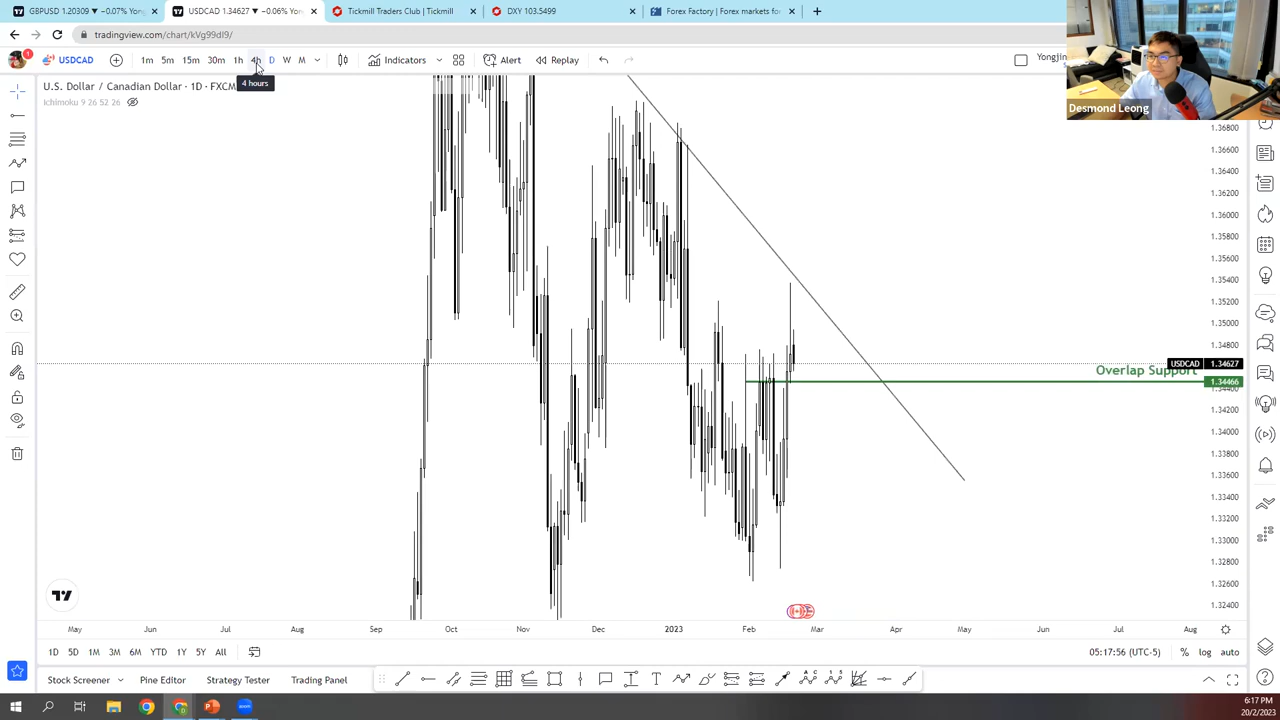 GBPUSD 1.20309 ▼ −0.07% Yong
USDCAD 1.34627 ▼ −0.06% Yong
Tickmill Traders Club | Tickmill
DXY 103.5499
Forex Factory | Forex markets for
tradingview.com/chart/kVg99dI9/
1
USDCAD
1m 5m 15m 30m 1h 4h D W M
Indicators
Alert
Replay
Yongjin
4 hours
U.S. Dollar / Canadian Dollar · 1D · FXCM
Ichimoku 9 26 52 26
Desmond Leong
1.36800
1.36600
1.36400
1.36200
1.36000
1.35800
1.35600
1.35400
1.35200
1.35000
1.34800
USDCAD 1.34627
Overlap Support
1.34466
1.34400
1.34200
1.34000
1.33800
1.33600
1.33400
1.33200
1.33000
1.32800
1.32600
1.32400
May Jun Jul Aug Sep Oct Nov Dec 2023 Feb Mar Apr May Jun Jul Aug
1D 5D 1M 3M 6M YTD 1Y 5Y All
05:17:56 (UTC-5) % log auto
Stock Screener Pine Editor Strategy Tester Trading Panel
6:17 PM
20/2/2023